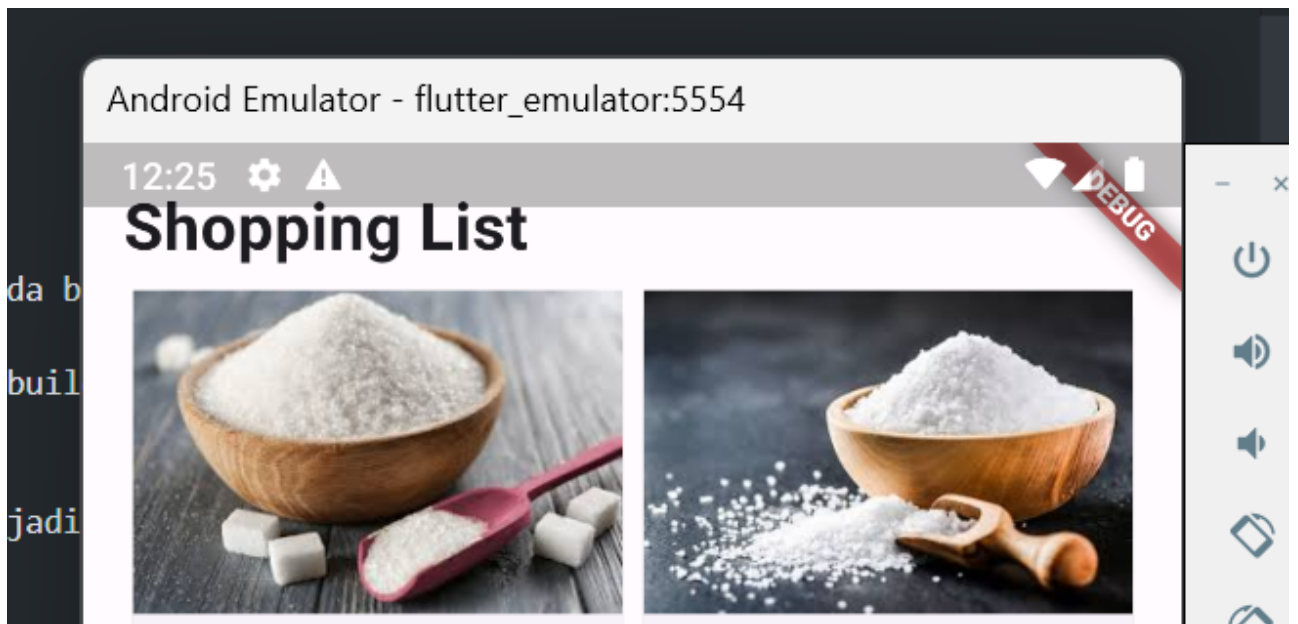 Android Emulator - flutter_emulator:5554
12:25
DEBUG
Shopping List
da b
buil
jadi